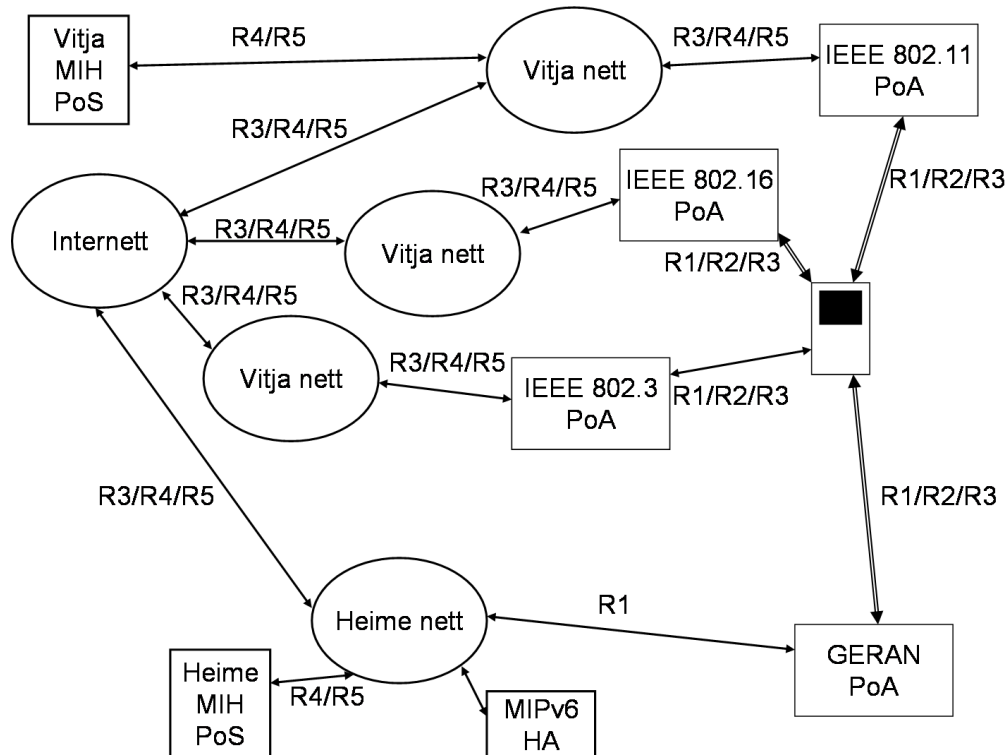 Vitja
MIH
PoS
R4/R5
Vitja nett
R3/R4/R5
IEEE 802.11
PoA
R3/R4/R5
R1/R2/R3
Internett
R3/R4/R5
Vitja nett
R3/R4/R5
IEEE 802.16
PoA
R1/R2/R3
R3/R4/R5
Vitja nett
R3/R4/R5
IEEE 802.3
PoA
R1/R2/R3
R3/R4/R5
R1/R2/R3
Heime nett
R1
GERAN
PoA
Heime
MIH
PoS
R4/R5
MIPv6
HA